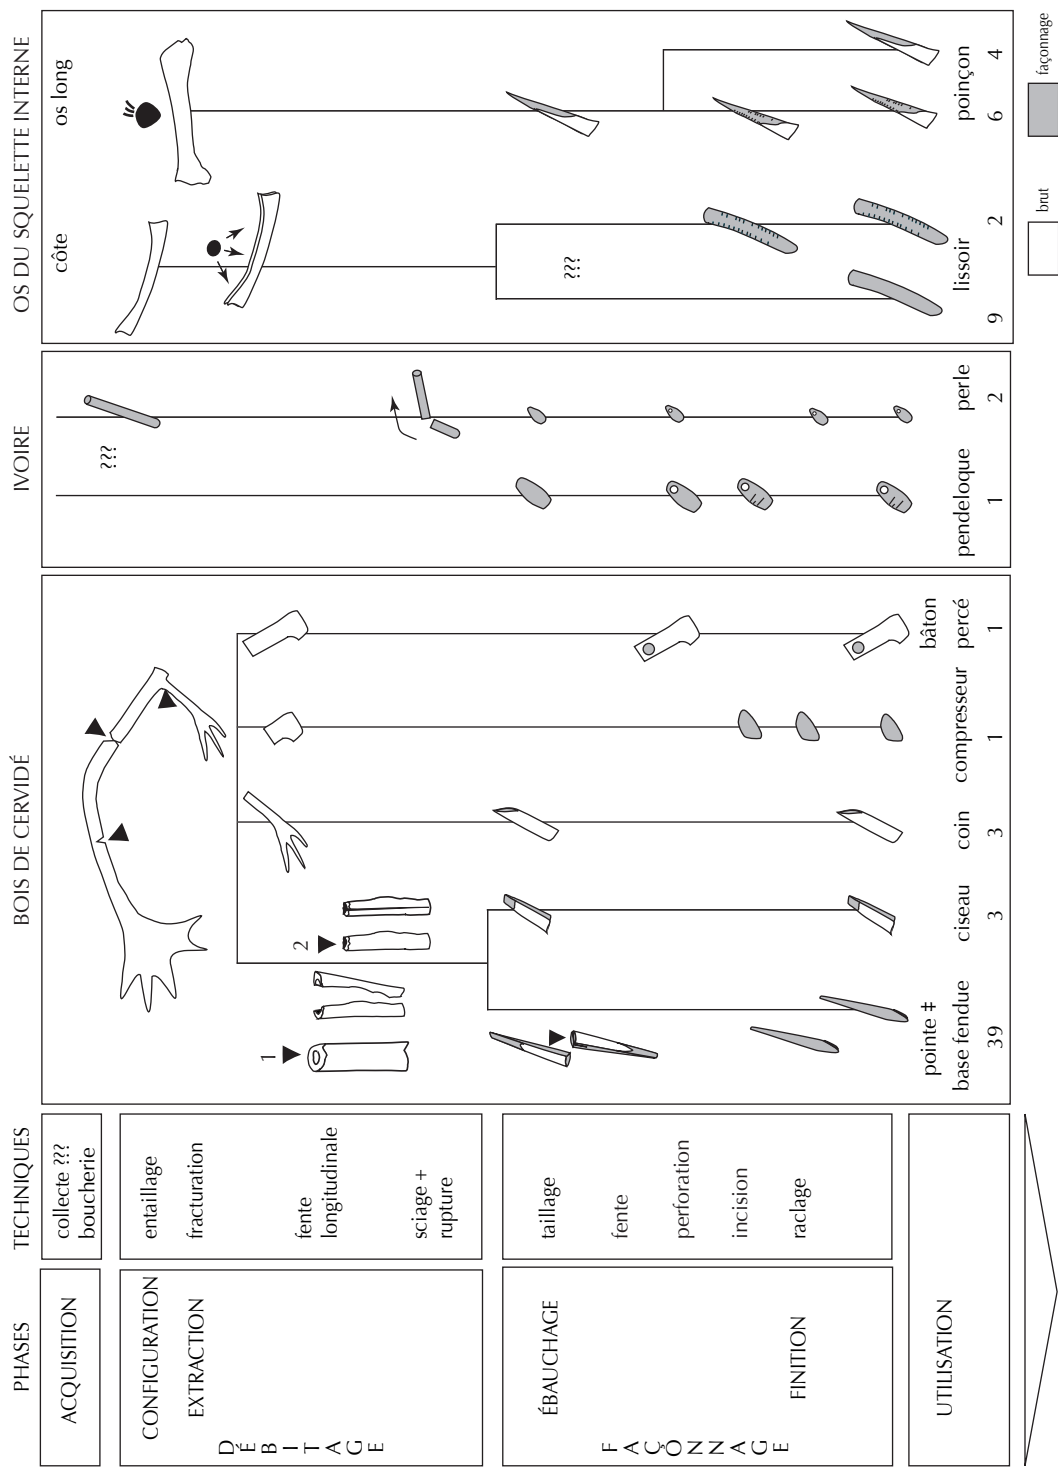 PHASES
TECHNIQUES
BOIS DE CERVIDÉ
IVOIRE
OS DU SQUELETTE INTERNE
ACQUISITION
collecte ???
boucherie
???
côte
os long
DÉBITAGE
CONFIGURATION
entaillage
EXTRACTION
fracturation
fente
longitudinale
sciage +
rupture
1
2
FAÇONNAGE
ÉBAUCHAGE
taillage
fente
perforation
incision
FINITION
raclage
???
UTILISATION
pointe ‡
base fendue
39
ciseau
3
coin
3
compresseur
1
bâton
percé
1
pendeloque
1
perle
2
lissoir
9
2
poinçon
6
4
brut
façonnage